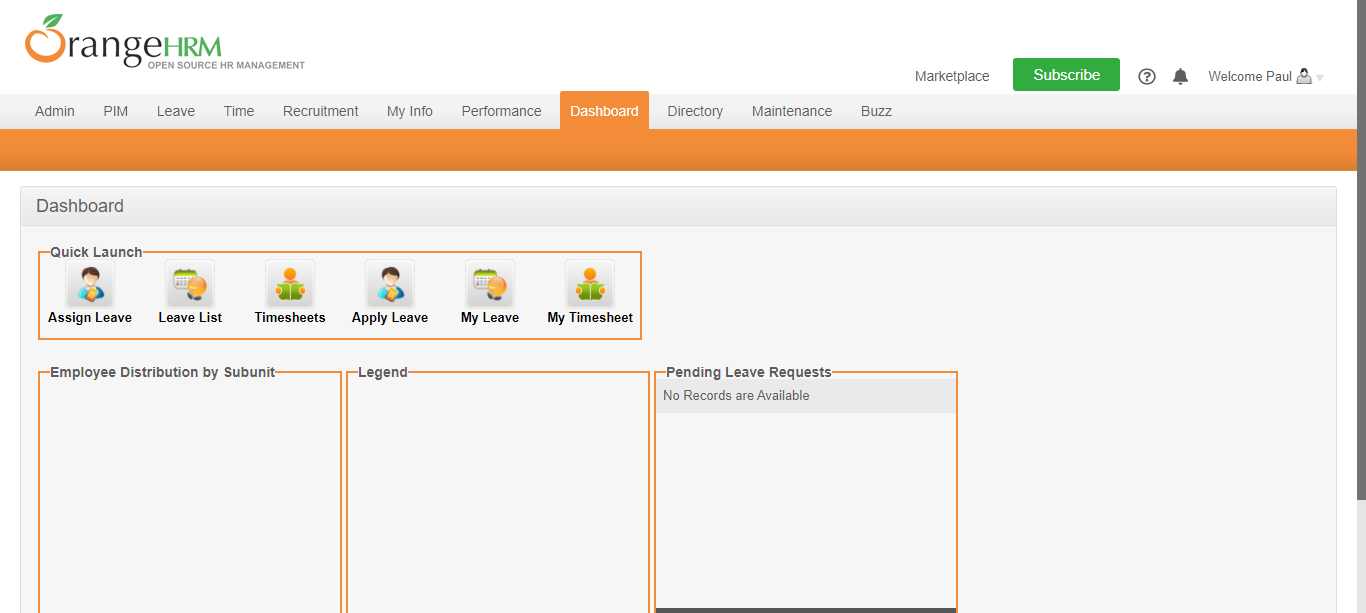 OrangeHRM
OPEN SOURCE HR MANAGEMENT
Marketplace Subscribe Welcome Paul
Admin PIM Leave Time Recruitment My Info Performance Dashboard Directory Maintenance Buzz
Dashboard
Quick Launch
Assign Leave Leave List Timesheets Apply Leave My Leave My Timesheet
Employee Distribution by Subunit Legend Pending Leave Requests
No Records are Available